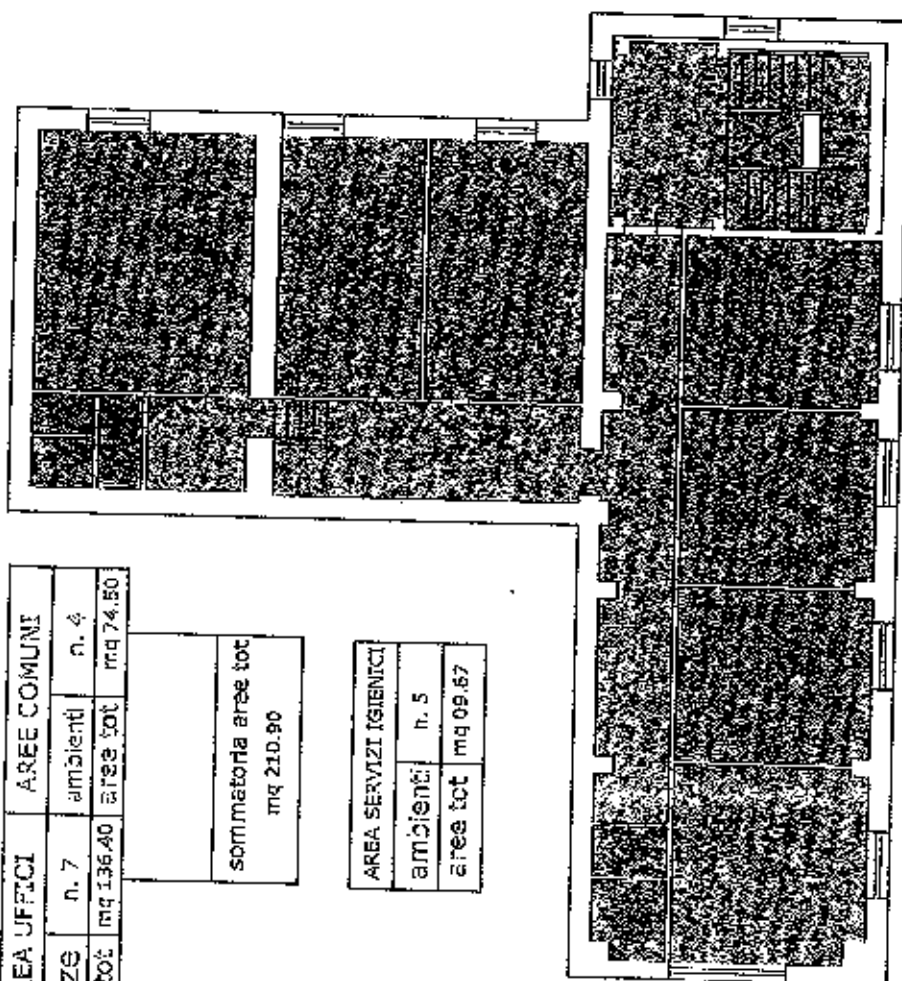 EA UFFICI AREE COMUNI
ze n. 7 ambienti n. 4
tot mq 136.40 aree tot mq 74.50
sommatoria aree tot
mq 210.90
AREA SERVIZI IGIENICI
ambienti n. 5
aree tot mq 09.67